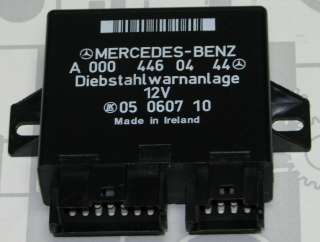 MERCEDES-BENZ
A 000 446 04 44
Diebstahlwarnanlage
12V
05 0607 10
Made in Ireland